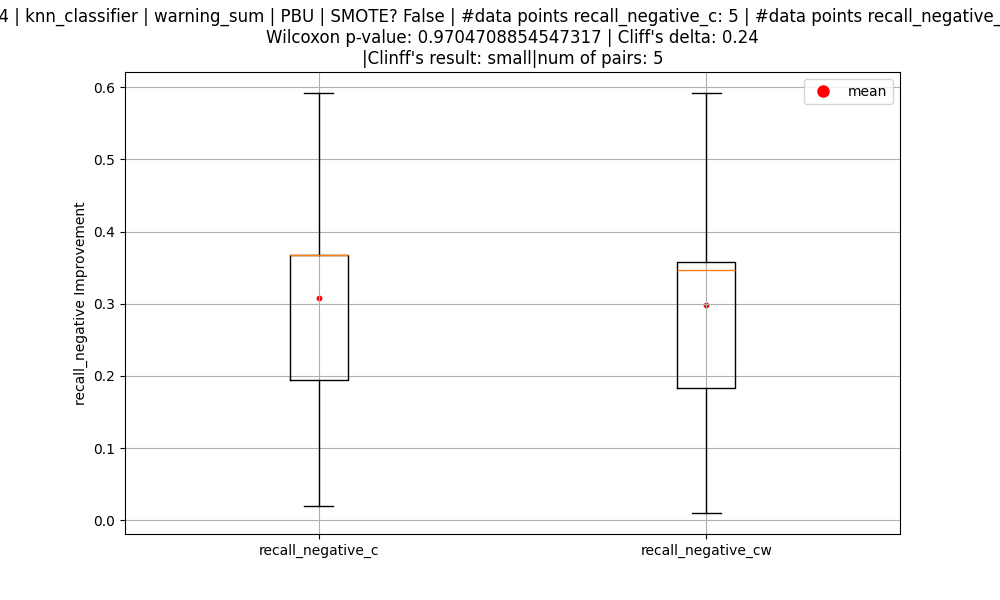 4 | knn_classifier | warning_sum | PBU | SMOTE? False | #data points recall_negative_c: 5 | #data points recall_negative_
Wilcoxon p-value: 0.9704708854547317 | Cliff's delta: 0.24
|Clinff's result: small|num of pairs: 5
mean
0.6
0.5
0.4
0.3
0.2
0.1
0.0
recall_negative Improvement
recall_negative_c
recall_negative_cw